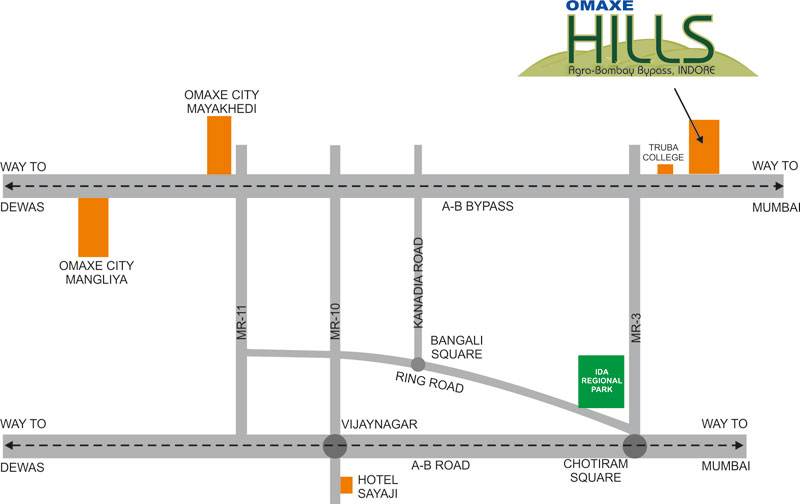 OMAXE
HILLS
Agra-Bombay Bypass, INDORE
OMAXE CITY
MAYAKHEDI
TRUBA
COLLEGE
WAY TO
WAY TO
DEWAS
A-B BYPASS
MUMBAI
OMAXE CITY
MANGLIYA
MR-11
MR-10
KANADIA ROAD
MR-3
BANGALI
SQUARE
RING ROAD
IDA
REGIONAL
PARK
WAY TO
VIJAYNAGAR
WAY TO
DEWAS
A-B ROAD
CHOTIRAM
SQUARE
MUMBAI
HOTEL
SAYAJI